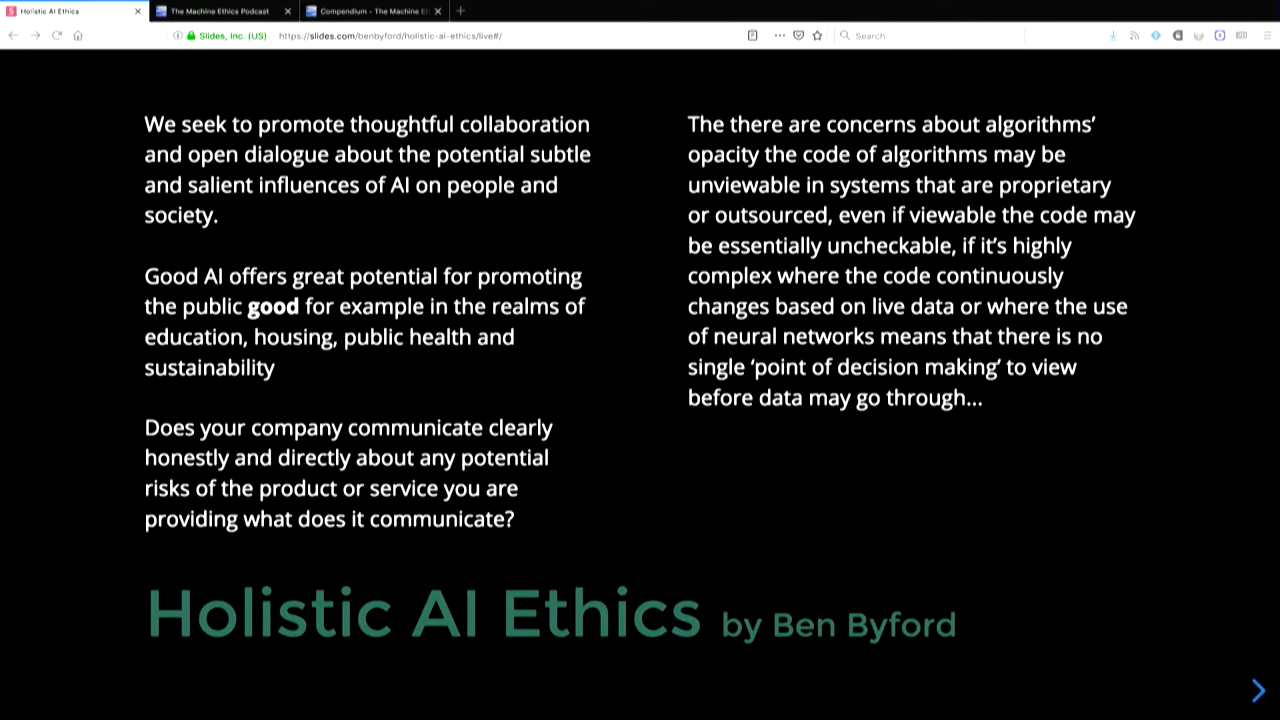 Holistic AI Ethics
The Machine Ethics Podcast
Compendium - The Machine Et
Slides, Inc. (US)
https://slides.com/benbyford/holistic-ai-ethics/live#/
Search
We seek to promote thoughtful collaboration
and open dialogue about the potential subtle
and salient influences of AI on people and
society.
Good AI offers great potential for promoting
the public good for example in the realms of
education, housing, public health and
sustainability
Does your company communicate clearly
honestly and directly about any potential
risks of the product or service you are
providing what does it communicate?
The there are concerns about algorithms’
opacity the code of algorithms may be
unviewable in systems that are proprietary
or outsourced, even if viewable the code may
be essentially uncheckable, if it’s highly
complex where the code continuously
changes based on live data or where the use
of neural networks means that there is no
single ‘point of decision making’ to view
before data may go through...
Holistic AI Ethics by Ben Byford